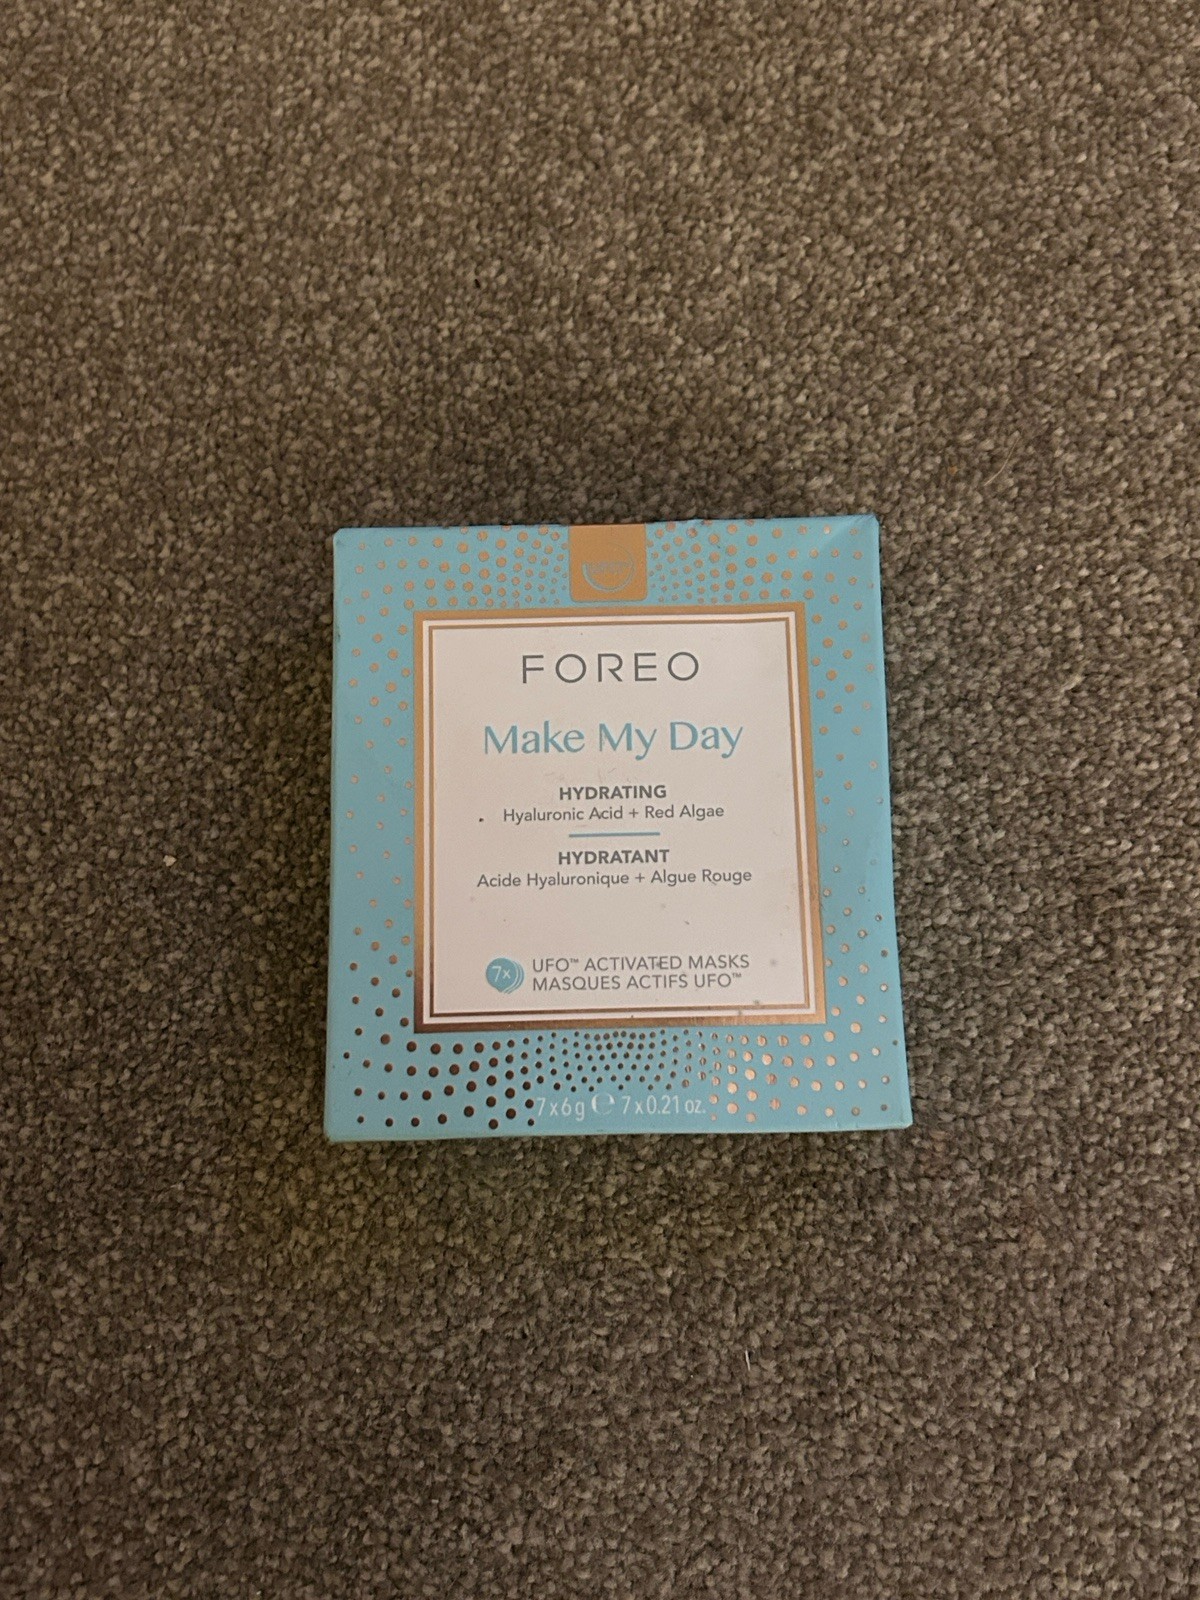 FOREO
Make My Day
HYDRATING
Hyaluronic Acid + Red Algae
HYDRATANT
Acide Hyaluronique + Algue Rouge
7x
UFO™ ACTIVATED MASKS
MASQUES ACTIFS UFO™
7 x 6 g ℮ 7 x 0.21 oz.